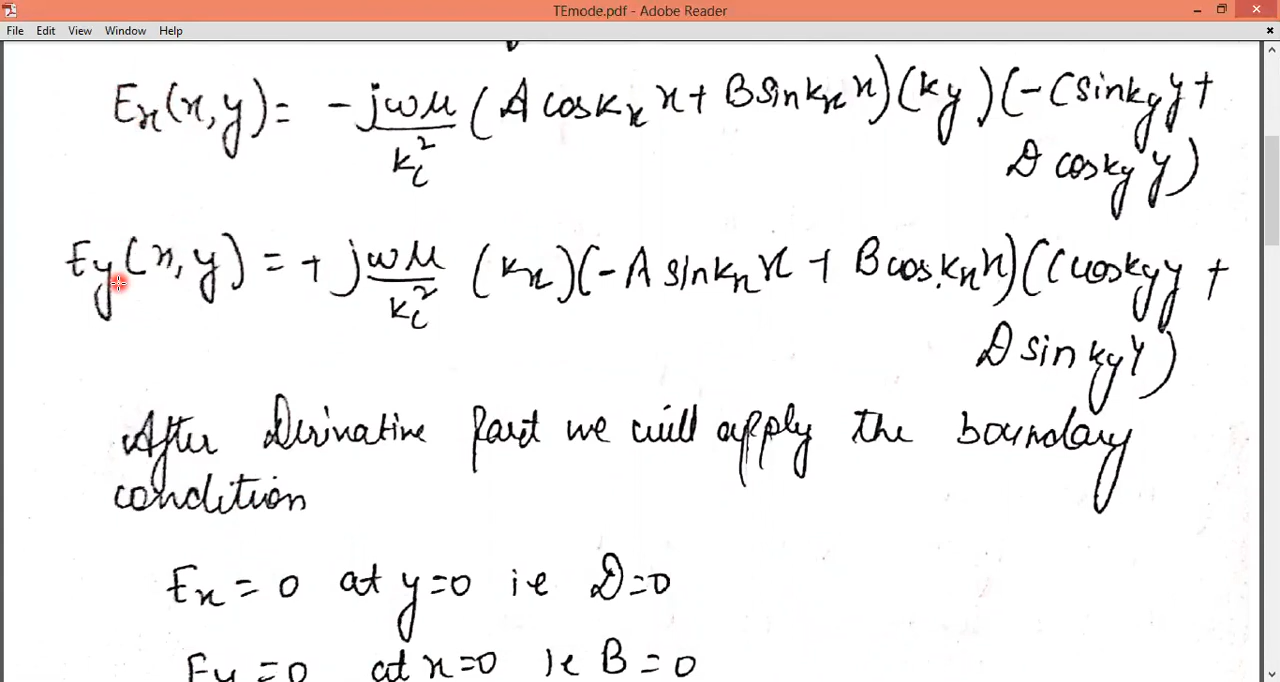 TEmode.pdf - Adobe Reader
File Edit View Window Help
Ex(x,y)= -jωμ/kc² (A cos kx x + B sin kx x)(ky)(-C sin ky y +
D cos ky y)
Ey(x,y) = + jωμ/kc² (kx)(-A sin kx x + B cos kx x)(C cos ky y +
D sin ky y)
After Derivative part we will apply the boundary
condition
Ex = 0 at y=0 ie D=0
Ey = 0 at x=0 ie B=0